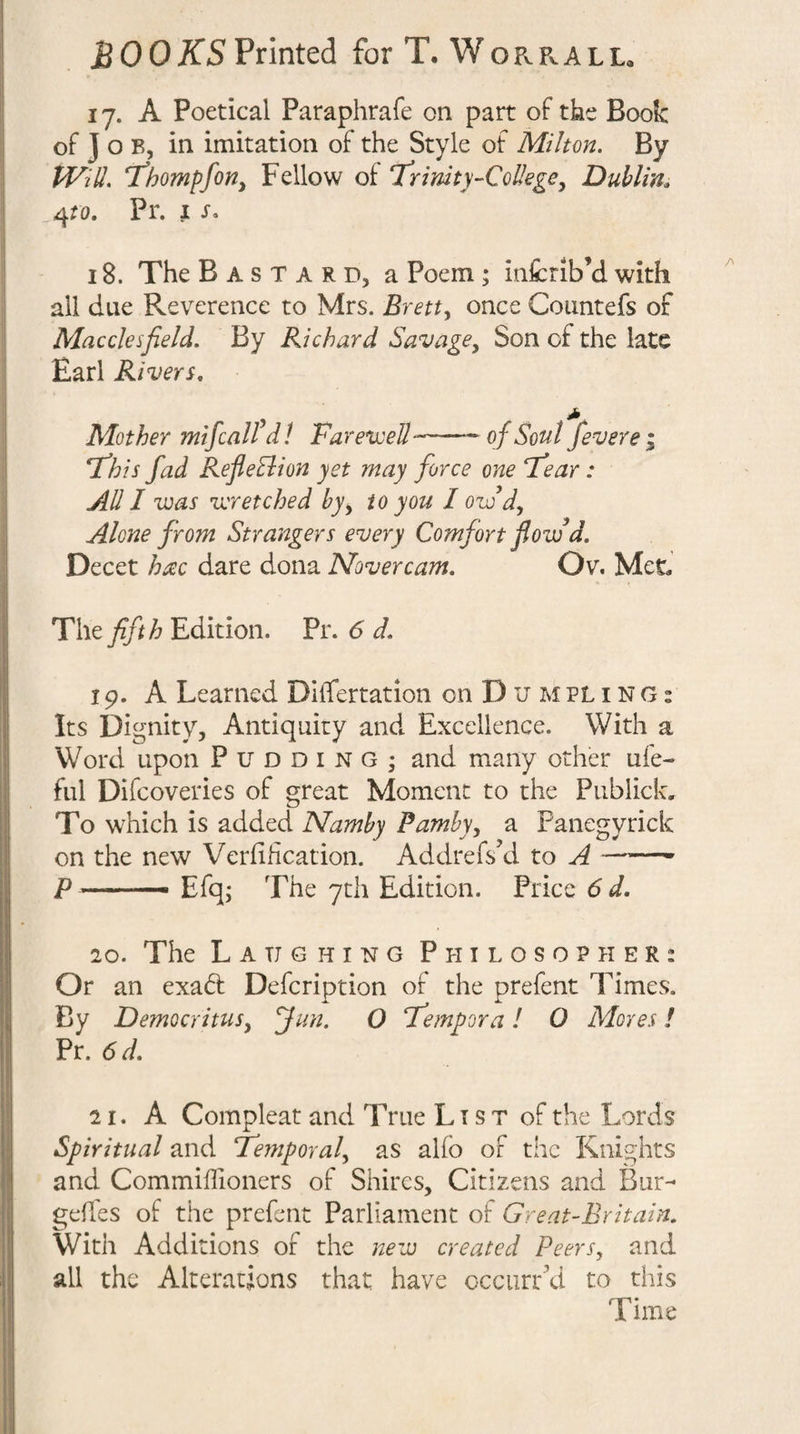 BOOKS Printed for T. WORRALL.
17. A Poetical Paraphraſe on part of the Book
of JOB, in imitation of the Style of Milton. By
Will. Thompſon, Fellow of Trinity-College, Dublin.
4to. Pr. 1 s.
18. The BASTARD, a Poem; inſcrib'd with
all due Reverence to Mrs. Brett, once Counteſs of
Macclesfield. By Richard Savage, Son of the late
Earl Rivers.
Mother miſcall'd! Farewell—— of Soul ſevere;
This ſad Reflection yet may force one Tear:
All I was wretched by, to you I ow'd,
Alone from Strangers every Comfort flow'd.
Decet hæc dare dona Novercam. Ov. Met.
The fifth Edition. Pr. 6 d.
19. A Learned Diſſertation on DUMPLING:
Its Dignity, Antiquity and Excellence. With a
Word upon PUDDING; and many other uſe-
ful Diſcoveries of great Moment to the Publick.
To which is added Namby Pamby, a Panegyrick
on the new Verſification. Addreſs'd to A——
P—— Eſq; The 7th Edition. Price 6 d.
20. The LAUGHING PHILOSOPHER:
Or an exact Deſcription of the preſent Times.
By Democritus, Jun. O Tempora! O Mores!
Pr. 6 d.
21. A Compleat and True LIST of the Lords
Spiritual and Temporal, as alſo of the Knights
and Commiſſioners of Shires, Citizens and Bur-
geſſes of the preſent Parliament of Great-Britain.
With Additions of the new created Peers, and
all the Alterations that have occurr'd to this
Time